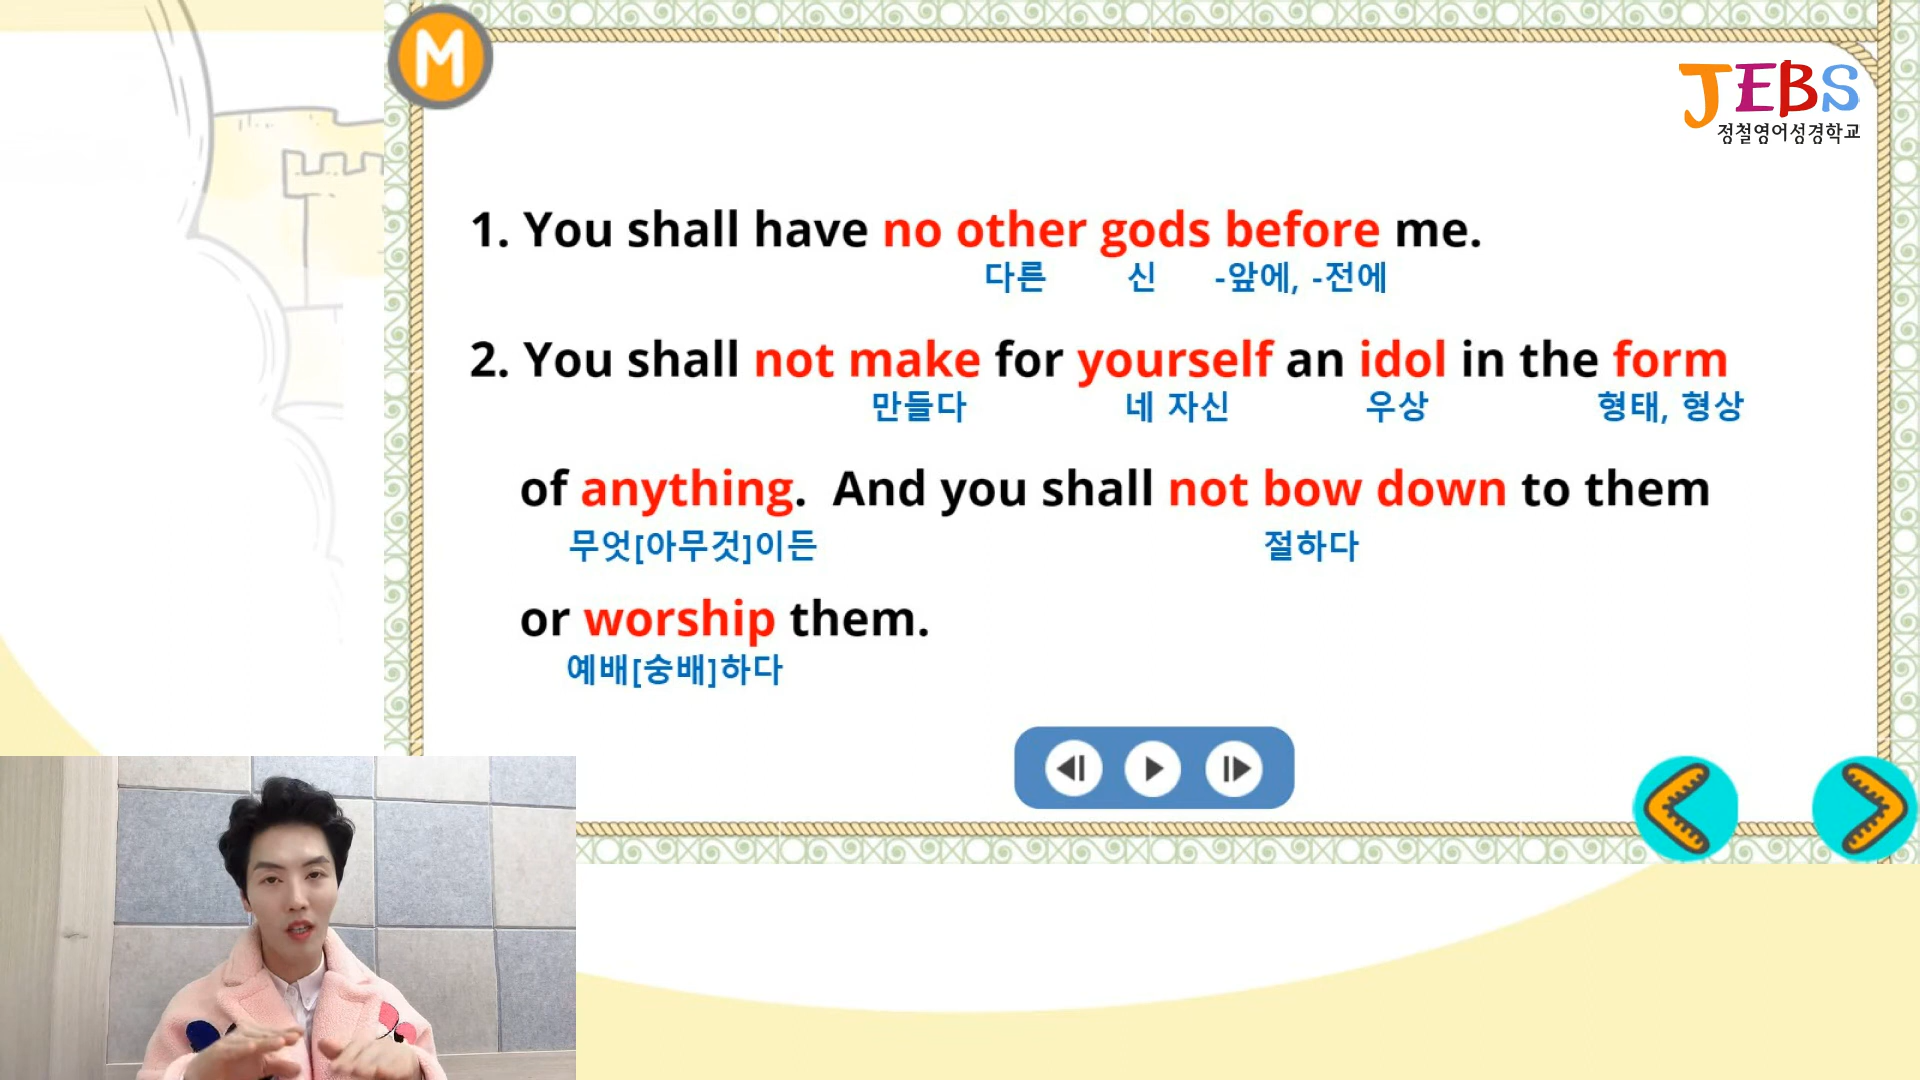 M
JEBS
정철영어성경학교
1. You shall have no other gods before me.
다른 신 -앞에, -전에
2. You shall not make for yourself an idol in the form
만들다 네 자신 우상 형태, 형상
of anything. And you shall not bow down to them
무엇[아무것]이든 절하다
or worship them.
예배[숭배]하다